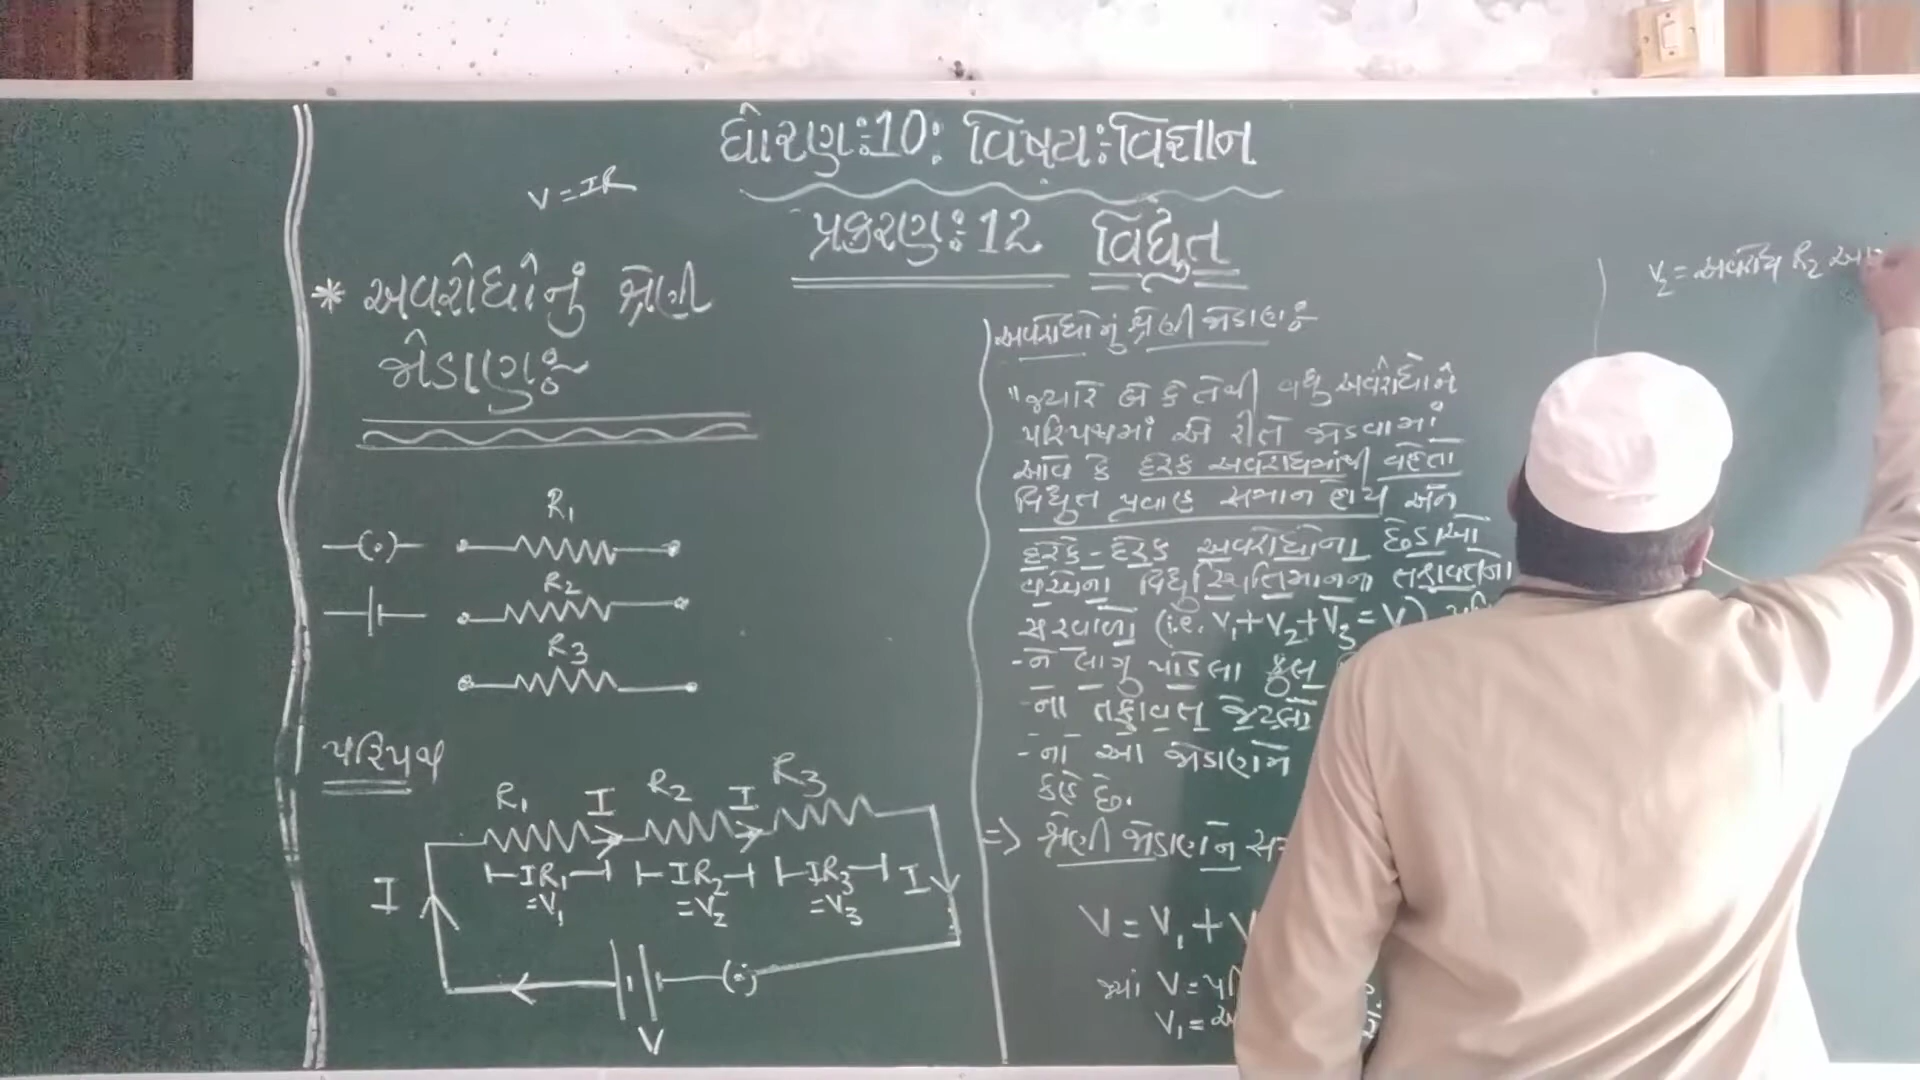 ધોરણઃ10: વિષયઃવિજ્ઞાન
V = IR
પ્રકરણઃ12 વિદ્યુત
* અવરોધોનું શ્રેણી
જોડાણઃ
R1
R2
R3
પરિપથ
R1 I R2 I R3
I
IR1 IR2 IR3 I
=V1 =V2 =V3
V
અવરોધોનું શ્રેણી જોડાણઃ
"જ્યારે બે કે તેથી વધુ અવરોધોને
પરિપથમાં એ રીતે જોડવામાં
આવે કે દરેક અવરોધમાંથી વહેતો
વિદ્યુત પ્રવાહ સમાન હોય અને
દરેકે-દરેક અવરોધોના છેડાઓ
વચ્ચેના વિદ્યુસ્થિતિમાનના તફાવતનો
સરવાળો (i.e. V1+V2+V3=V)
-ને લાગુ પાડેલા કુલ
-ના તફાવત જેટલો
-તો આ જોડાણને
કહે છે.
=> શ્રેણી જોડાણને
V = V1 +
જ્યાં V =
V1 =
V2 = અવરોધ R2